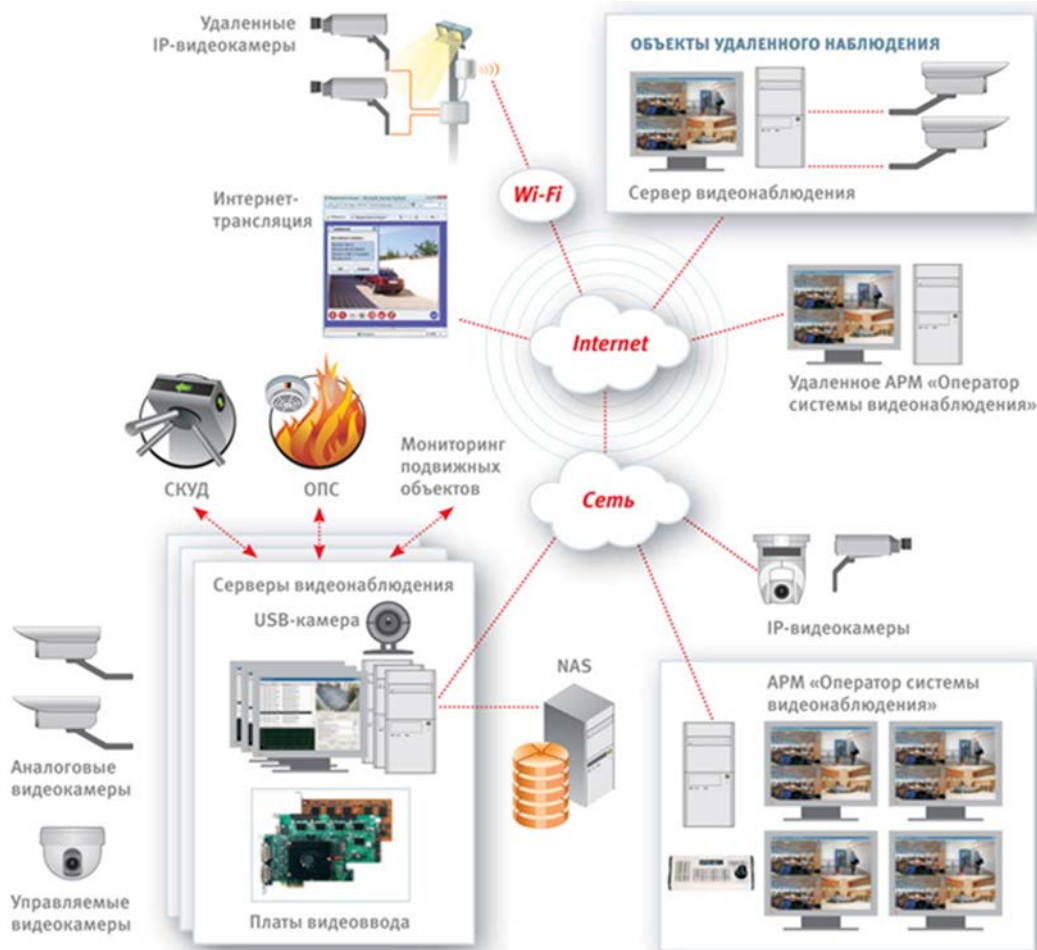 Удаленные
IP-видеокамеры
ОБЪЕКТЫ УДАЛЕННОГО НАБЛЮДЕНИЯ
Сервер видеонаблюдения
Wi-Fi
Интернет-
трансляция
Internet
Удаленное АРМ «Оператор
системы видеонаблюдения»
Мониторинг
подвижных
объектов
СКУД
ОПС
Сеть
Серверы видеонаблюдения
USB-камера
IP-видеокамеры
NAS
АРМ «Оператор системы
видеонаблюдения»
Аналоговые
видеокамеры
Управляемые
видеокамеры
Платы видеоввода